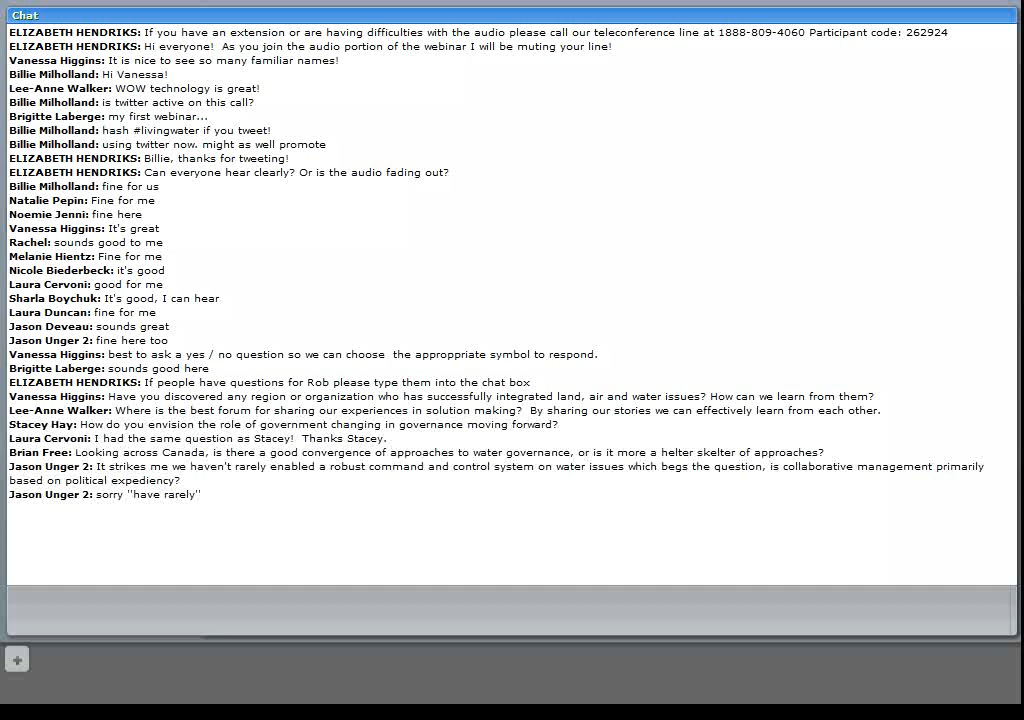 Chat
ELIZABETH HENDRIKS: If you have an extension or are having difficulties with the audio please call our teleconference line at 1888-809-4060 Participant code: 262924
ELIZABETH HENDRIKS: Hi everyone!  As you join the audio portion of the webinar I will be muting your line!
Vanessa Higgins: It is nice to see so many familiar names!
Billie Milholland: Hi Vanessa!
Lee-Anne Walker: WOW technology is great!
Billie Milholland: is twitter active on this call?
Brigitte Laberge: my first webinar...
Billie Milholland: hash #livingwater if you tweet!
Billie Milholland: using twitter now. might as well promote
ELIZABETH HENDRIKS: Billie, thanks for tweeting!
ELIZABETH HENDRIKS: Can everyone hear clearly? Or is the audio fading out?
Billie Milholland: fine for us
Natalie Pepin: Fine for me
Noemie Jenni: fine here
Vanessa Higgins: It's great
Rachel: sounds good to me
Melanie Hientz: Fine for me
Nicole Biederbeck: it's good
Laura Cervoni: good for me
Sharla Boychuk: It's good, I can hear
Laura Duncan: fine for me
Jason Deveau: sounds great
Jason Unger 2: fine here too
Vanessa Higgins: best to ask a yes / no question so we can choose  the approppriate symbol to respond.
Brigitte Laberge: sounds good here
ELIZABETH HENDRIKS: If people have questions for Rob please type them into the chat box
Vanessa Higgins: Have you discovered any region or organization who has successfully integrated land, air and water issues? How can we learn from them?
Lee-Anne Walker: Where is the best forum for sharing our experiences in solution making?  By sharing our stories we can effectively learn from each other.
Stacey Hay: How do you envision the role of government changing in governance moving forward?
Laura Cervoni: I had the same question as Stacey!  Thanks Stacey.
Brian Free: Looking across Canada, is there a good convergence of approaches to water governance, or is it more a helter skelter of approaches?
Jason Unger 2: It strikes me we haven't rarely enabled a robust command and control system on water issues which begs the question, is collaborative management primarily
based on political expediency?
Jason Unger 2: sorry "have rarely"